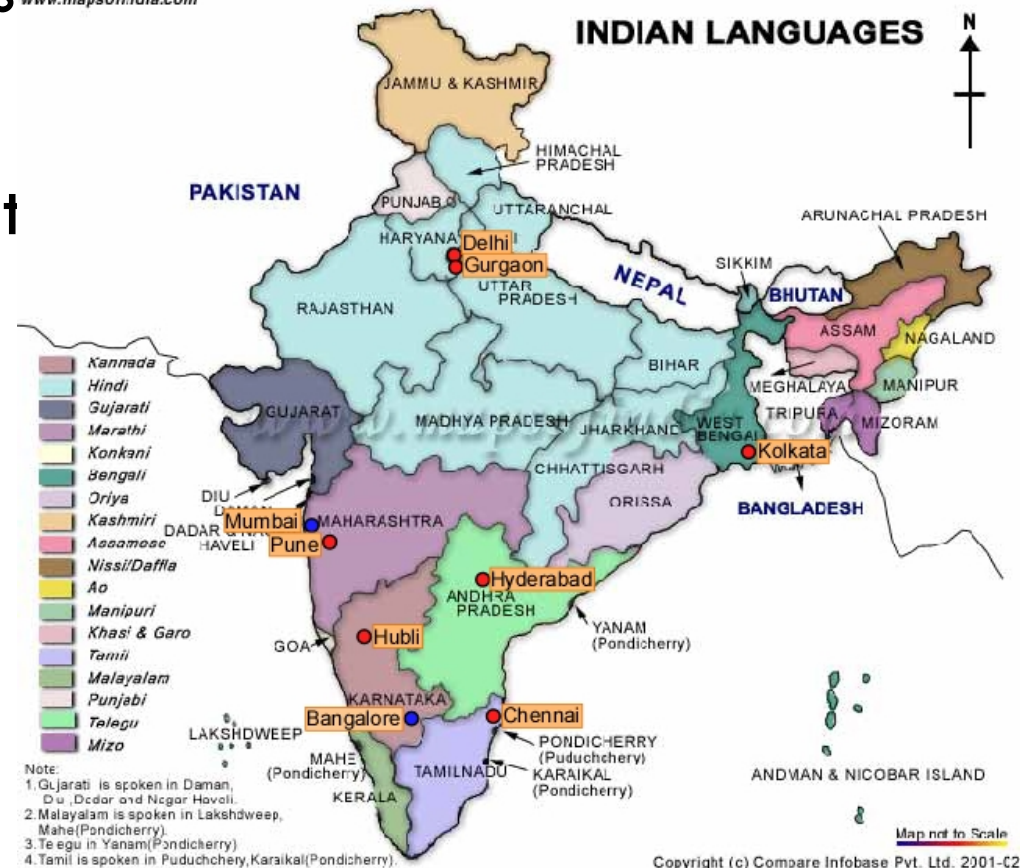 s www.mapsofindia.com
INDIAN LANGUAGES
N
JAMMU & KASHMIR
HIMACHAL
PRADESH
PAKISTAN
PUNJAB
t
UTTARANCHAL
ARUNACHAL PRADESH
HARYANA
Delhi
Gurgaon
SIKKIM
NEPAL
BHUTAN
UTTAR
PRADESH
RAJASTHAN
ASSAM
NAGALAND
BIHAR
MEGHALAYA
MANIPUR
GUJARAT
MADHYA PRADESH
JHARKHAND
WEST
BENGAL
TRIPURA
MIZORAM
Kolkata
CHHATTISGARH
ORISSA
BANGLADESH
Kannada
Hindi
Gujarati
Marathi
Konkani
Bengali
Oriya
Kashmiri
Assamese
Nissi/Daffla
Ao
Manipuri
Khasi & Garo
Tamil
Malayalam
Punjabi
Telegu
Mizo
DIU
Mumbai
MAHARASHTRA
DADAR &
HAVELI
Pune
Hyderabad
ANDHRA
PRADESH
YANAM
(Pondicherry)
GOA
Hubli
KARNATAKA
Bangalore
Chennai
LAKSHDWEEP
PONDICHERRY
(Puduchchery)
MAHE
(Pondicherry)
TAMILNADU
KARAIKAL
(Pondicherry)
KERALA
ANDMAN & NICOBAR ISLAND
Note:
1.Gujarati is spoken in Daman,
Diu,Dadar and Nagar Haveli.
2.Malayalam is spoken in Lakshdweep,
Mahe(Pondicherry).
3.Telegu in Yanam(Pondicherry)
4.Tamil is spoken in Puduchchery,Karaikal(Pondicherry).
Map not to Scale
Copyright (c) Compare Infobase Pvt. Ltd. 2001-02